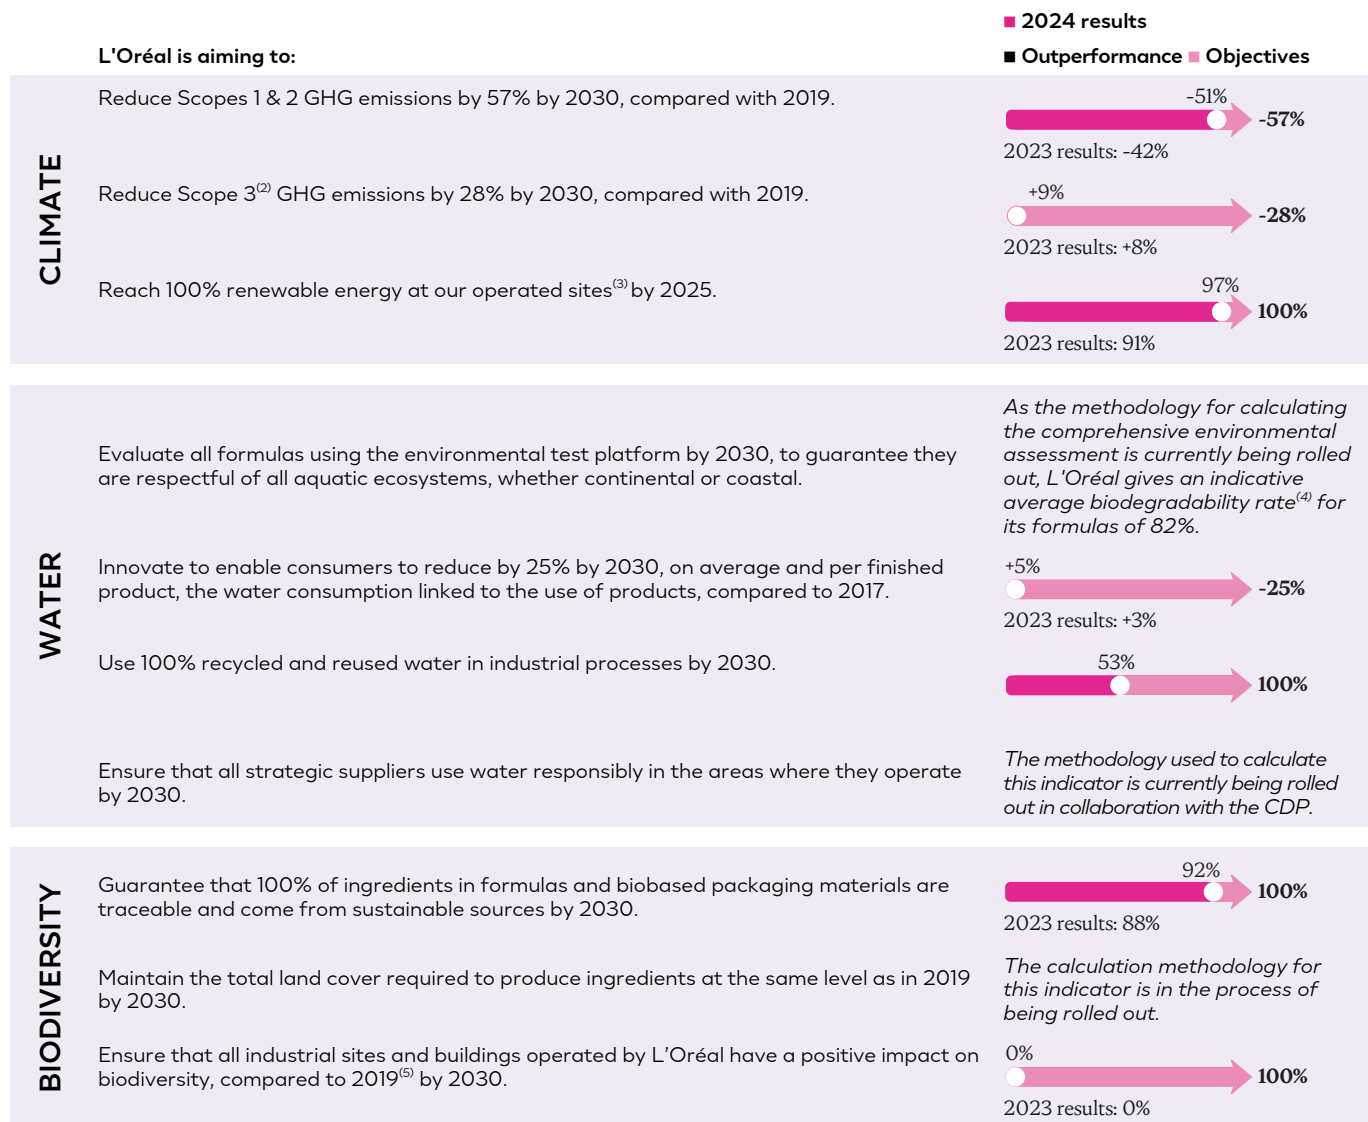 2024 results
L'Oréal is aiming to:
Outperformance Objectives
CLIMATE
Reduce Scopes 1 & 2 GHG emissions by 57% by 2030, compared with 2019.
-51%
-57%
2023 results: -42%
Reduce Scope 3(2) GHG emissions by 28% by 2030, compared with 2019.
+9%
-28%
2023 results: +8%
Reach 100% renewable energy at our operated sites(3) by 2025.
97%
100%
2023 results: 91%
WATER
Evaluate all formulas using the environmental test platform by 2030, to guarantee they
are respectful of all aquatic ecosystems, whether continental or coastal.
As the methodology for calculating
the comprehensive environmental
assessment is currently being rolled
out, L'Oréal gives an indicative
average biodegradability rate(4) for
its formulas of 82%.
Innovate to enable consumers to reduce by 25% by 2030, on average and per finished
product, the water consumption linked to the use of products, compared to 2017.
+5%
-25%
2023 results: +3%
Use 100% recycled and reused water in industrial processes by 2030.
53%
100%
Ensure that all strategic suppliers use water responsibly in the areas where they operate
by 2030.
The methodology used to calculate
this indicator is currently being rolled
out in collaboration with the CDP.
BIODIVERSITY
Guarantee that 100% of ingredients in formulas and biobased packaging materials are
traceable and come from sustainable sources by 2030.
92%
100%
2023 results: 88%
Maintain the total land cover required to produce ingredients at the same level as in 2019
by 2030.
The calculation methodology for
this indicator is in the process of
being rolled out.
Ensure that all industrial sites and buildings operated by L’Oréal have a positive impact on
biodiversity, compared to 2019(5) by 2030.
0%
100%
2023 results: 0%